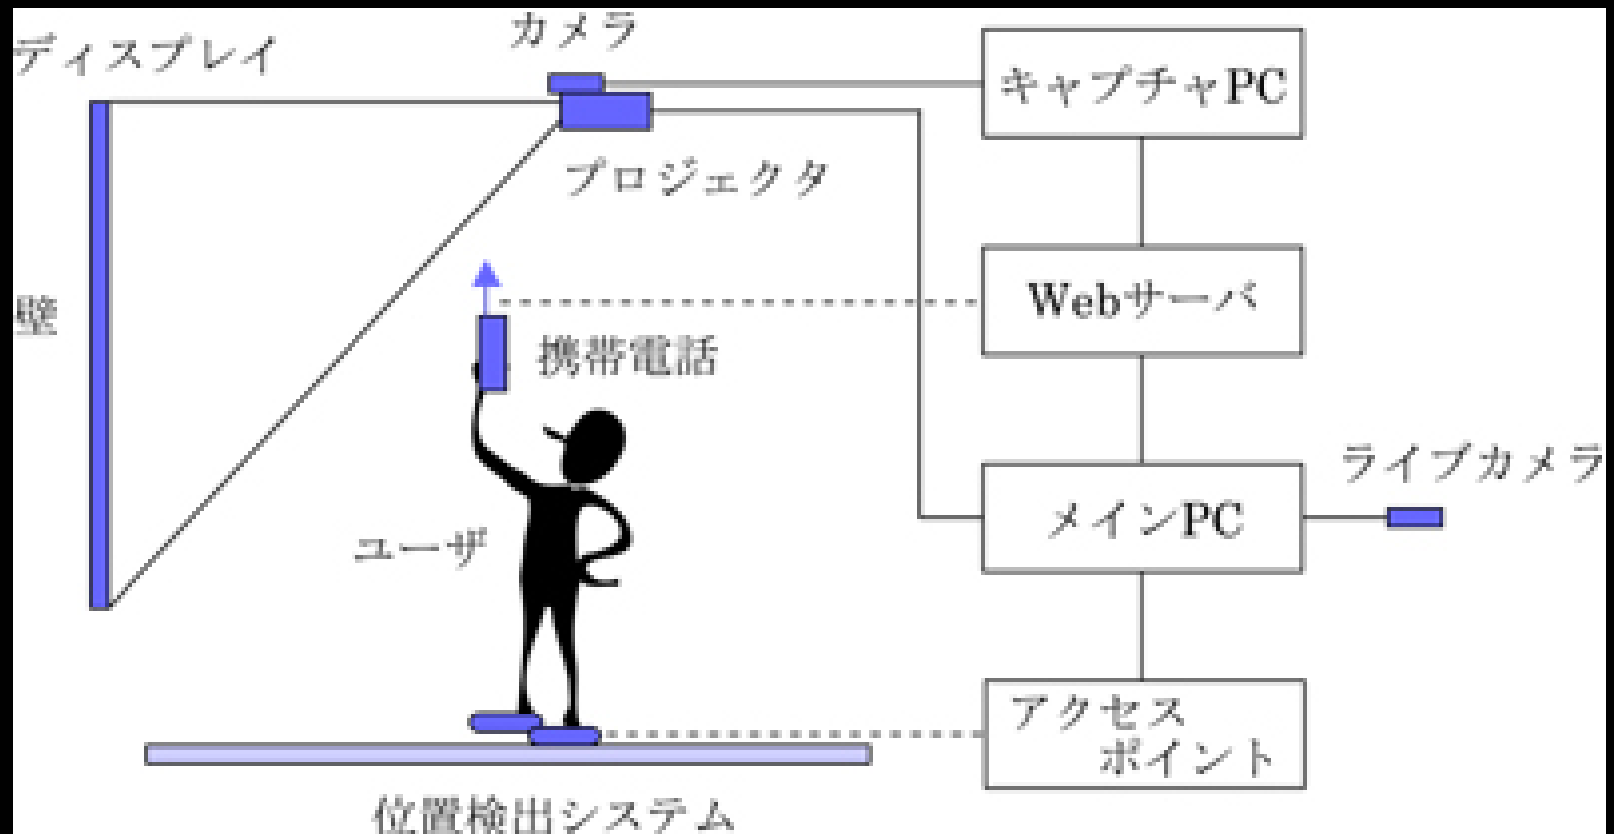 カメラ
ディスプレイ
キャプチャPC
プロジェクタ
壁
Webサーバ
携帯電話
ライブカメラ
メインPC
ユーザ
アクセス
ポイント
位置検出システム